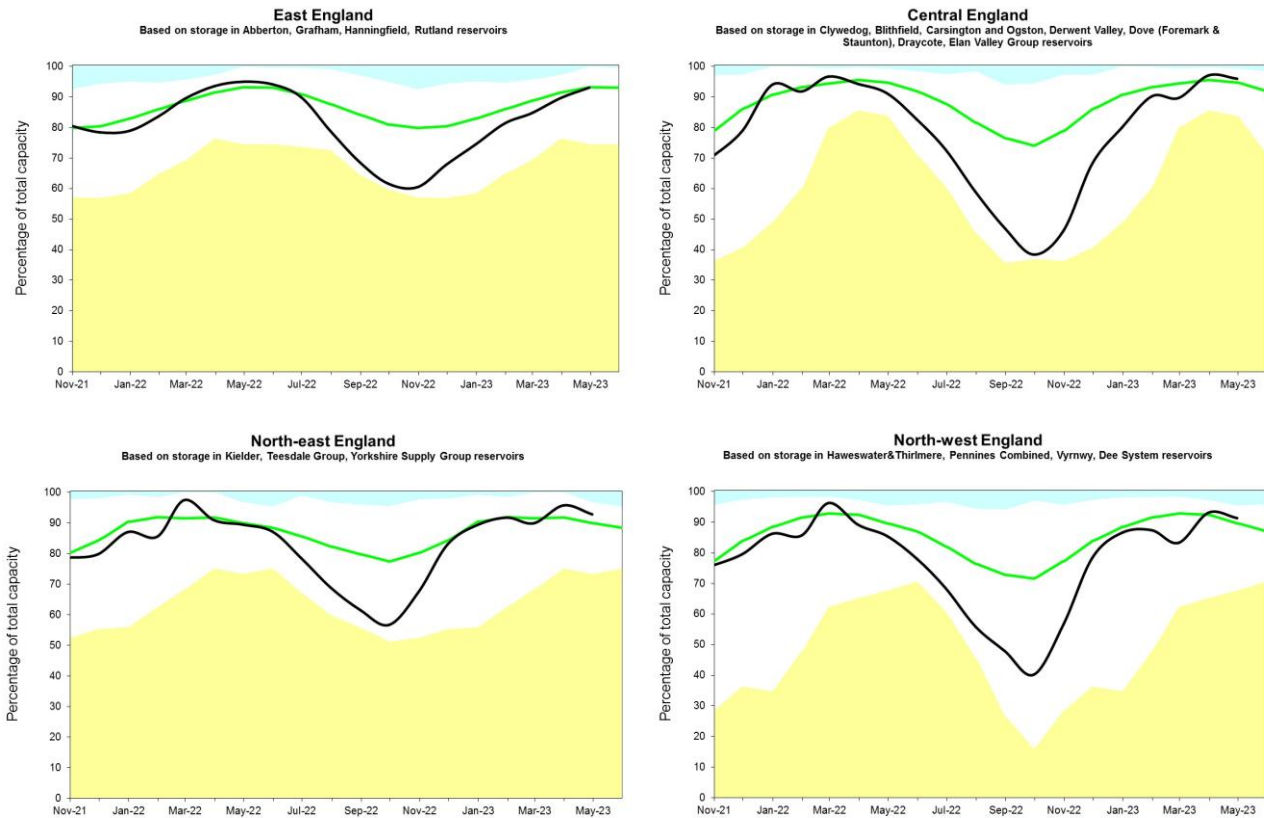 East England
Based on storage in Abberton, Grafham, Hanningfield, Rutland reservoirs
Percentage of total capacity
100
90
80
70
60
50
40
30
20
10
0
Nov-21 Jan-22 Mar-22 May-22 Jul-22 Sep-22 Nov-22 Jan-23 Mar-23 May-23
Central England
Based on storage in Clywedog, Blithfield, Carsington and Ogston, Derwent Valley, Dove (Foremark &
Staunton), Draycote, Elan Valley Group reservoirs
Percentage of total capacity
100
90
80
70
60
50
40
30
20
10
0
Nov-21 Jan-22 Mar-22 May-22 Jul-22 Sep-22 Nov-22 Jan-23 Mar-23 May-23
North-east England
Based on storage in Kielder, Teesdale Group, Yorkshire Supply Group reservoirs
Percentage of total capacity
100
90
80
70
60
50
40
30
20
10
0
Nov-21 Jan-22 Mar-22 May-22 Jul-22 Sep-22 Nov-22 Jan-23 Mar-23 May-23
North-west England
Based on storage in Haweswater&Thirlmere, Pennines Combined, Vyrnwy, Dee System reservoirs
Percentage of total capacity
100
90
80
70
60
50
40
30
20
10
0
Nov-21 Jan-22 Mar-22 May-22 Jul-22 Sep-22 Nov-22 Jan-23 Mar-23 May-23